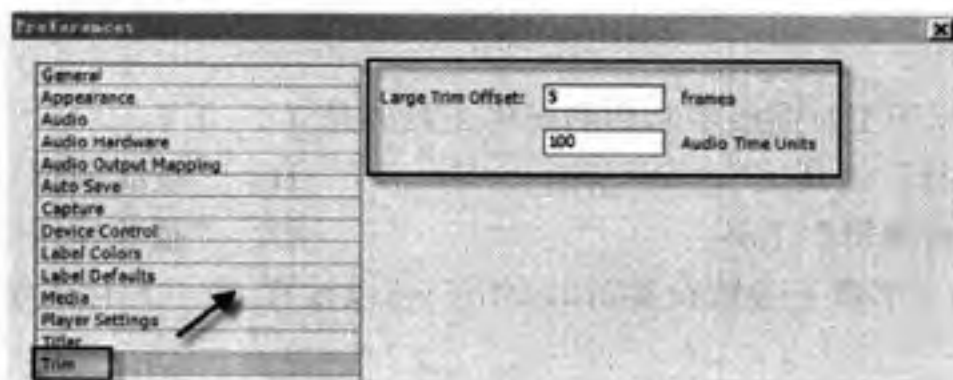 Preferences
General
Appearance
Audio
Audio Hardware
Audio Output Mapping
Auto Save
Capture
Device Control
Label Colors
Label Defaults
Media
Player Settings
Titler
Trim
Large Trim Offset: 5 frames
100 Audio Time Units